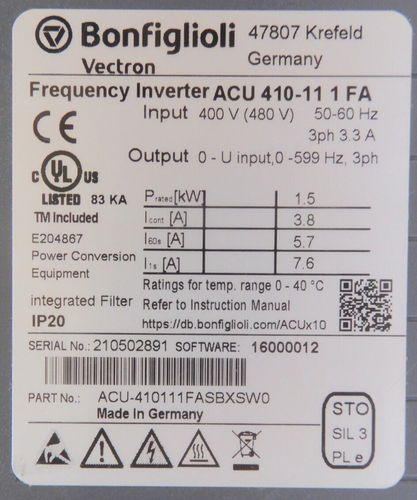 Bonfiglioli
Vectron
47807 Krefeld
Germany
Frequency Inverter ACU 410-11 1 FA
Input 400 V (480 V) 50-60 Hz
3ph 3.3 A
Output 0 - U input,0 -599 Hz, 3ph
CE
c UL US
LISTED 83 KA
TM Included
E204867
Power Conversion
Equipment
integrated Filter
IP20
Prated[kW] 1.5
Icont [A] 3.8
I60s [A] 5.7
I1s [A] 7.6
Ratings for temp. range 0 - 40 °C
Refer to Instruction Manual
https://db.bonfiglioli.com/ACUx10
SERIAL No.: 210502891 SOFTWARE: 16000012
PART No.: ACU-410111FASBXSW0
Made in Germany
STO
SIL 3
PL e